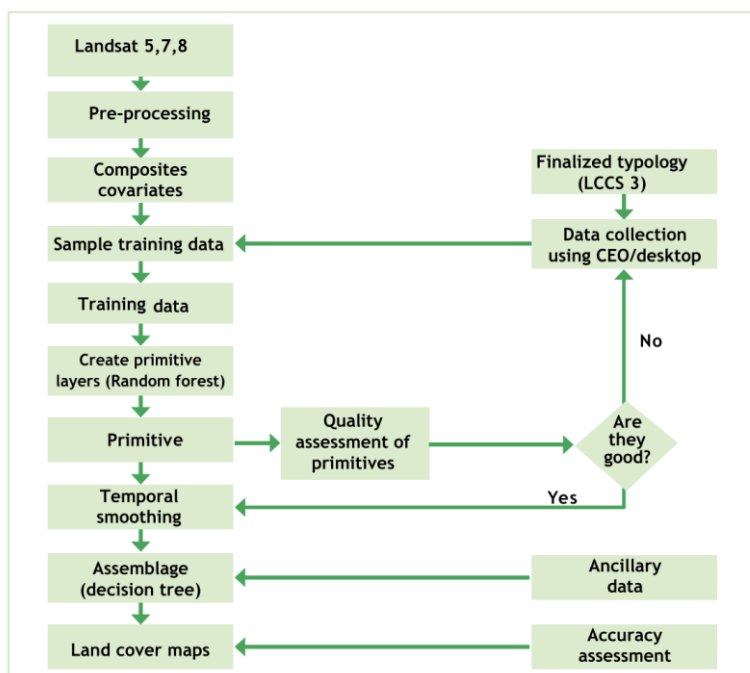 Landsat 5,7,8
Pre-processing
Composites
covariates
Finalized typology
(LCCS 3)
Sample training data
Data collection
using CEO/desktop
Training data
No
Create primitive
layers (Random forest)
Primitive
Quality
assessment of
primitives
Are
they
good?
Yes
Temporal
smoothing
Assemblage
(decision tree)
Ancillary
data
Land cover maps
Accuracy
assessment